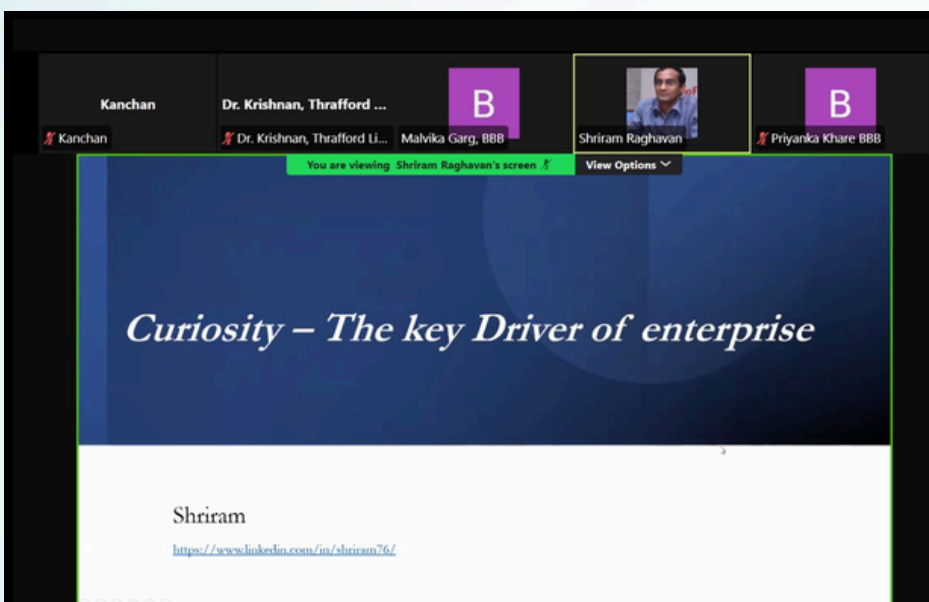 Kanchan
Dr. Krishnan, Thrafford ...
B
B
Kanchan
Dr. Krishnan, Thrafford Li...
Malvika Garg, BBB
Shriram Raghavan
Priyanka Khare BBB
You are viewing Shriram Raghavan's screen
View Options
Curiosity – The key Driver of enterprise
Shriram
https://www.linkedin.com/in/shriram76/